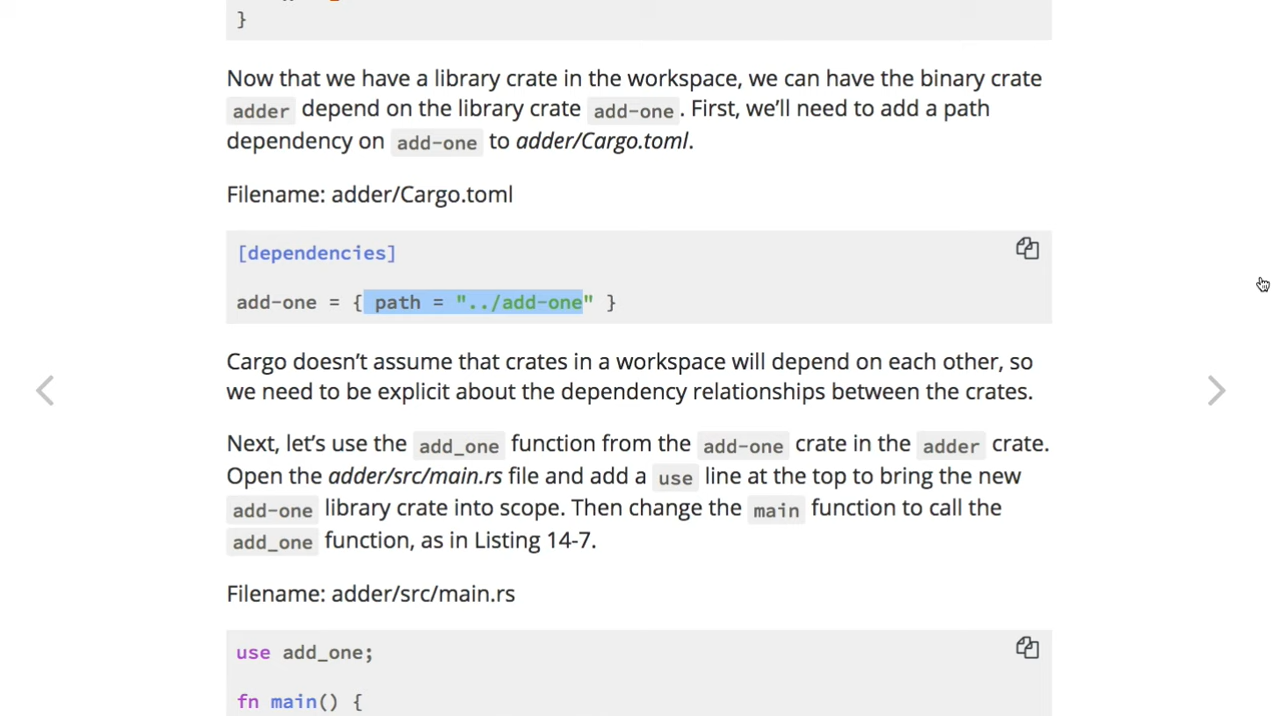 }
Now that we have a library crate in the workspace, we can have the binary crate
adder depend on the library crate add-one. First, we’ll need to add a path
dependency on add-one to adder/Cargo.toml.
Filename: adder/Cargo.toml
[dependencies]
add-one = { path = "../add-one" }
Cargo doesn’t assume that crates in a workspace will depend on each other, so
we need to be explicit about the dependency relationships between the crates.
Next, let’s use the add_one function from the add-one crate in the adder crate.
Open the adder/src/main.rs file and add a use line at the top to bring the new
add-one library crate into scope. Then change the main function to call the
add_one function, as in Listing 14-7.
Filename: adder/src/main.rs
use add_one;
fn main() {